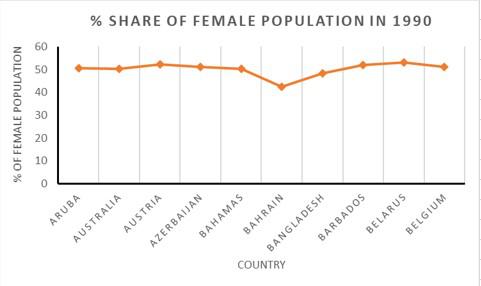 % SHARE OF FEMALE POPULATION IN 1990
% OF FEMALE POPULATION
60
50
40
30
20
10
0
ARUBA
AUSTRALIA
AUSTRIA
AZERBAIJAN
BAHAMAS
BAHRAIN
BANGLADESH
BARBADOS
BELARUS
BELGIUM
COUNTRY